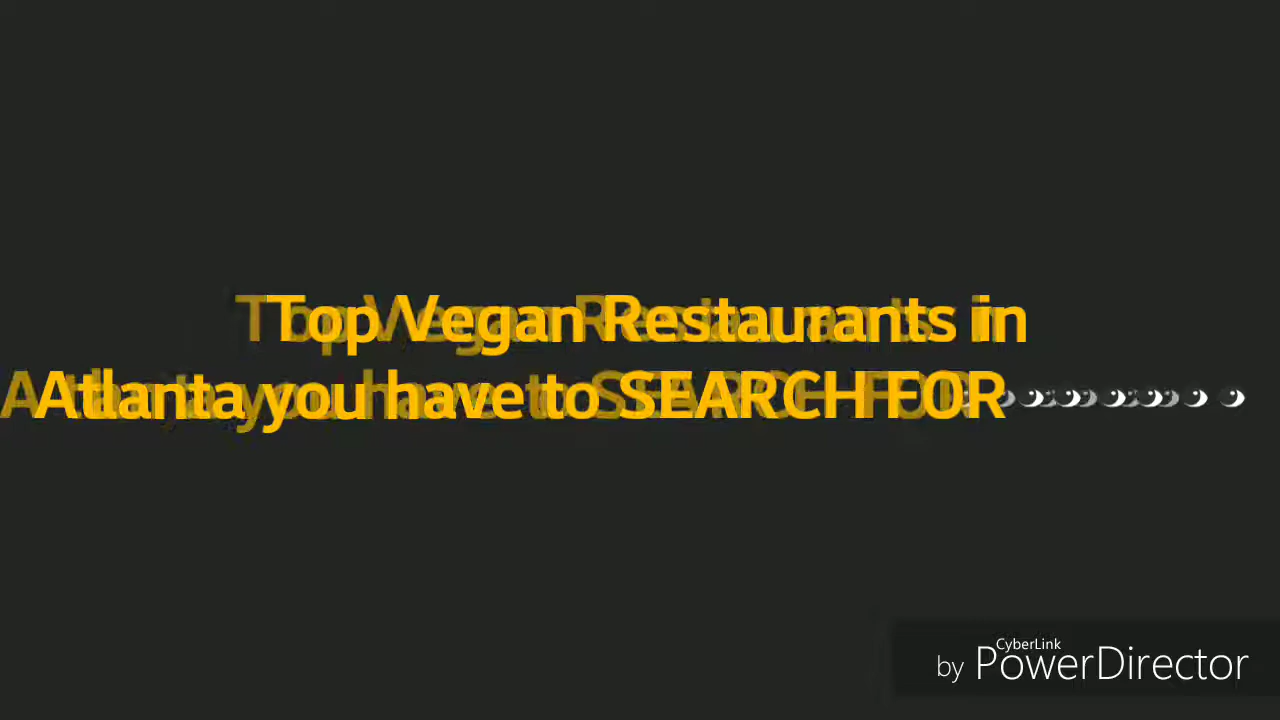 Top Vegan Restaurants in
Atlanta you have to SEARCH FOR
by CyberLink PowerDirector